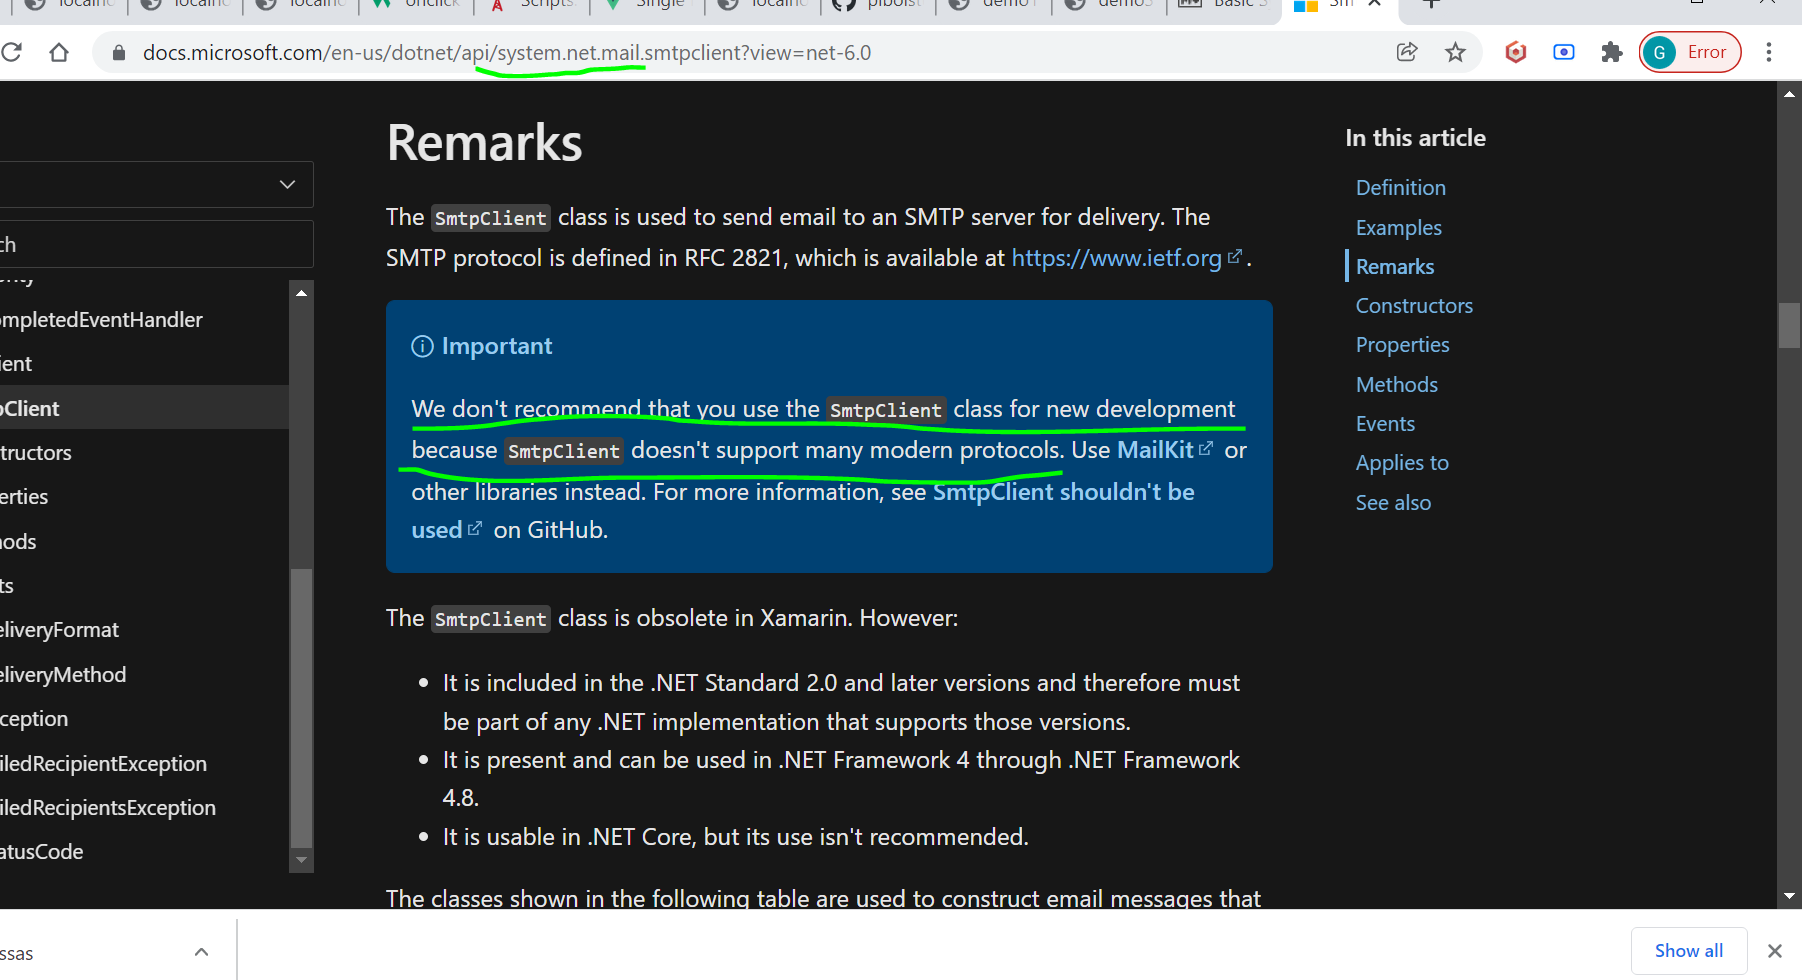 localho
localho
localho
onclick
Scripts
Single
localho
demo
demo
Basic S
docs.microsoft.com/en-us/dotnet/api/system.net.mail.smtpclient?view=net-6.0
G
Error
ch
ompletedEventHandler
ient
pClient
tructors
erties
ods
ts
eliveryFormat
eliveryMethod
ception
iledRecipientException
iledRecipientsException
atusCode
Remarks
The SmtpClient class is used to send email to an SMTP server for delivery. The
SMTP protocol is defined in RFC 2821, which is available at https://www.ietf.org .
Important
We don't recommend that you use the SmtpClient class for new development
because SmtpClient doesn't support many modern protocols. Use MailKit or
other libraries instead. For more information, see SmtpClient shouldn't be
used on GitHub.
The SmtpClient class is obsolete in Xamarin. However:
It is included in the .NET Standard 2.0 and later versions and therefore must
be part of any .NET implementation that supports those versions.
It is present and can be used in .NET Framework 4 through .NET Framework
4.8.
It is usable in .NET Core, but its use isn't recommended.
The classes shown in the following table are used to construct email messages that
In this article
Definition
Examples
Remarks
Constructors
Properties
Methods
Events
Applies to
See also
ssas
Show all